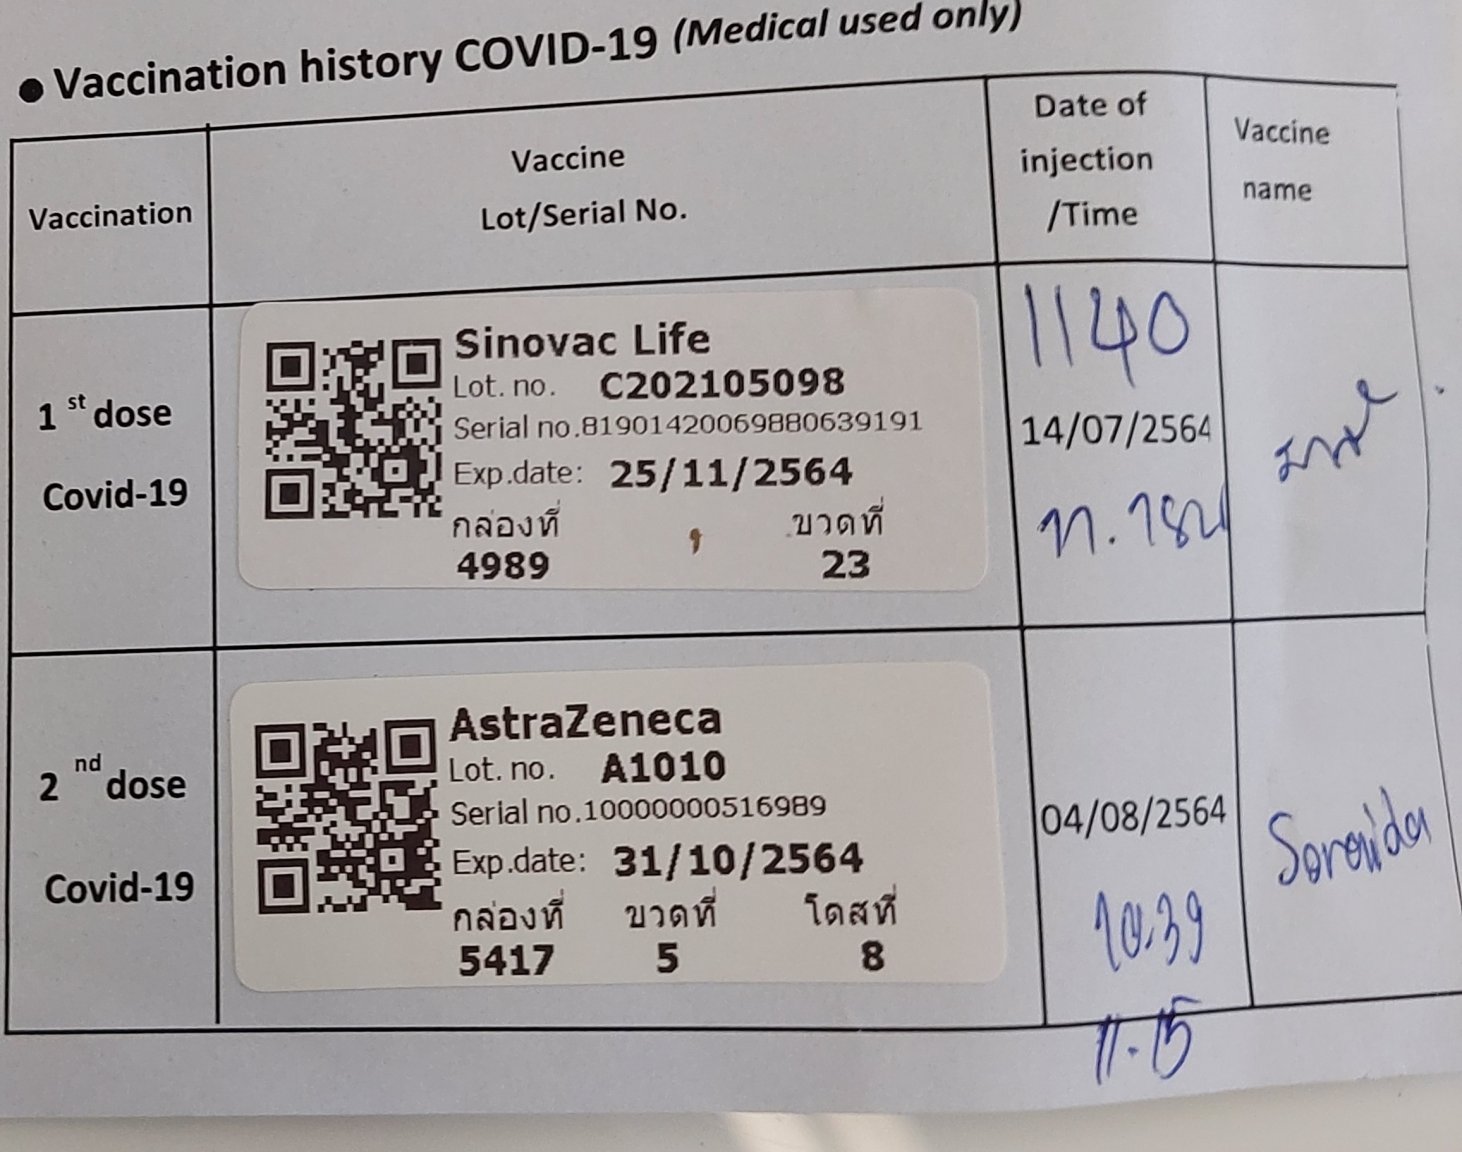 ● Vaccination history COVID-19 (Medical used only)
Vaccination
Vaccine
Lot/Serial No.
Date of
injection
/Time
Vaccine
name
1 st dose
Covid-19
Sinovac Life
Lot. no. C202105098
Serial no.81901420069880639191
Exp.date: 25/11/2564
กล่องที่ ขวดที่
4989 23
1140
14/07/2564
2 nd dose
Covid-19
AstraZeneca
Lot. no. A1010
Serial no.10000000516989
Exp.date: 31/10/2564
กล่องที่ ขวดที่ โดสที่
5417 5 8
04/08/2564
10.39
11.15